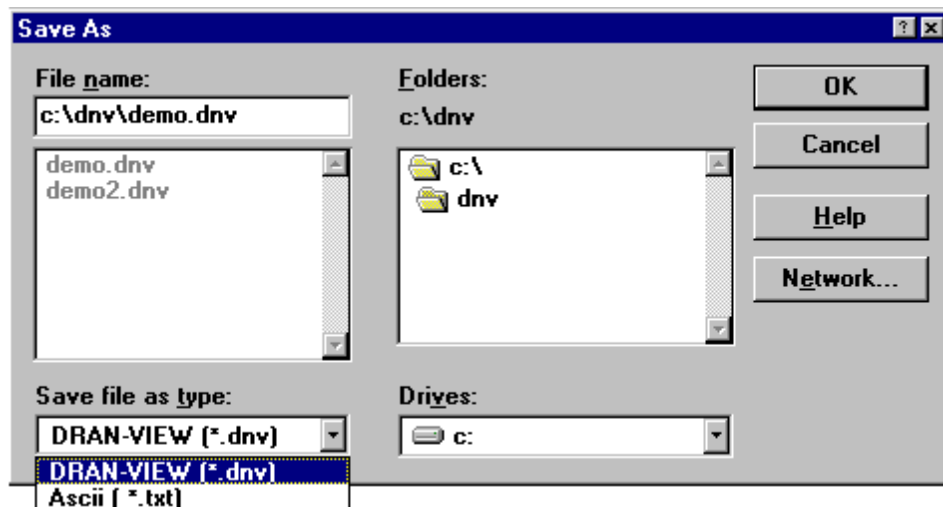 Save As
File name:
c:\dnv\demo.dnv
demo.dnv
demo2.dnv
Folders:
c:\dnv
c:\
dnv
OK
Cancel
Help
Network...
Save file as type:
DRAN-VIEW (*.dnv)
DRAN-VIEW (*.dnv)
Ascii ( *.txt)
Drives:
c: